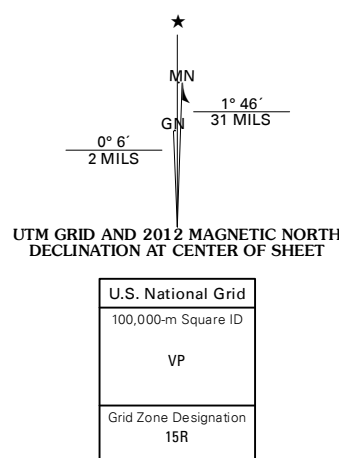 MN
1° 46´
31 MILS
GN
0° 6´
2 MILS
UTM GRID AND 2012 MAGNETIC NORTH
DECLINATION AT CENTER OF SHEET
U.S. National Grid
100,000-m Square ID
VP
Grid Zone Designation
15R